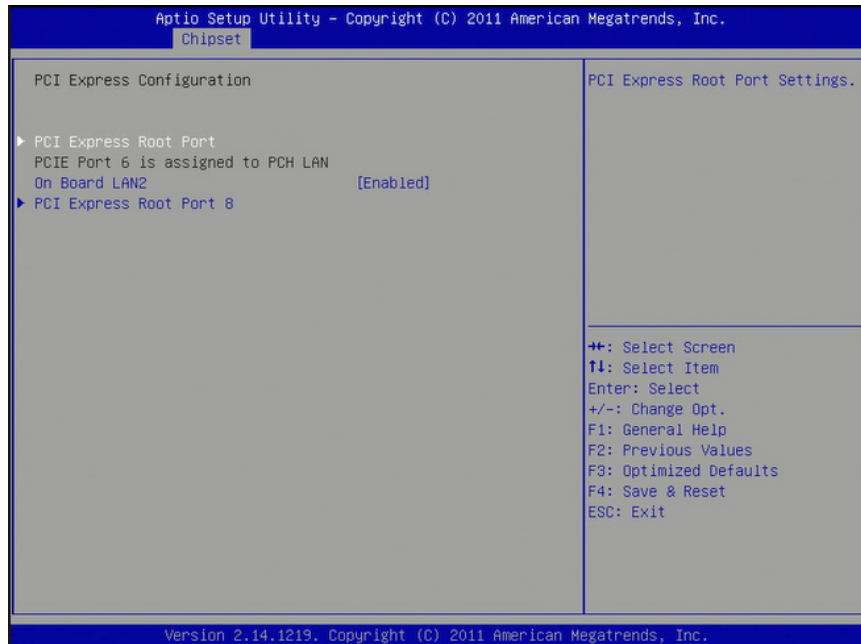 Aptio Setup Utility – Copyright (C) 2011 American Megatrends, Inc.
Chipset
PCI Express Configuration
PCI Express Root Port
PCIE Port 6 is assigned to PCH LAN
On Board LAN2 [Enabled]
PCI Express Root Port 8
PCI Express Root Port Settings.
→←: Select Screen
↑↓: Select Item
Enter: Select
+/-: Change Opt.
F1: General Help
F2: Previous Values
F3: Optimized Defaults
F4: Save & Reset
ESC: Exit
Version 2.14.1219. Copyright (C) 2011 American Megatrends, Inc.